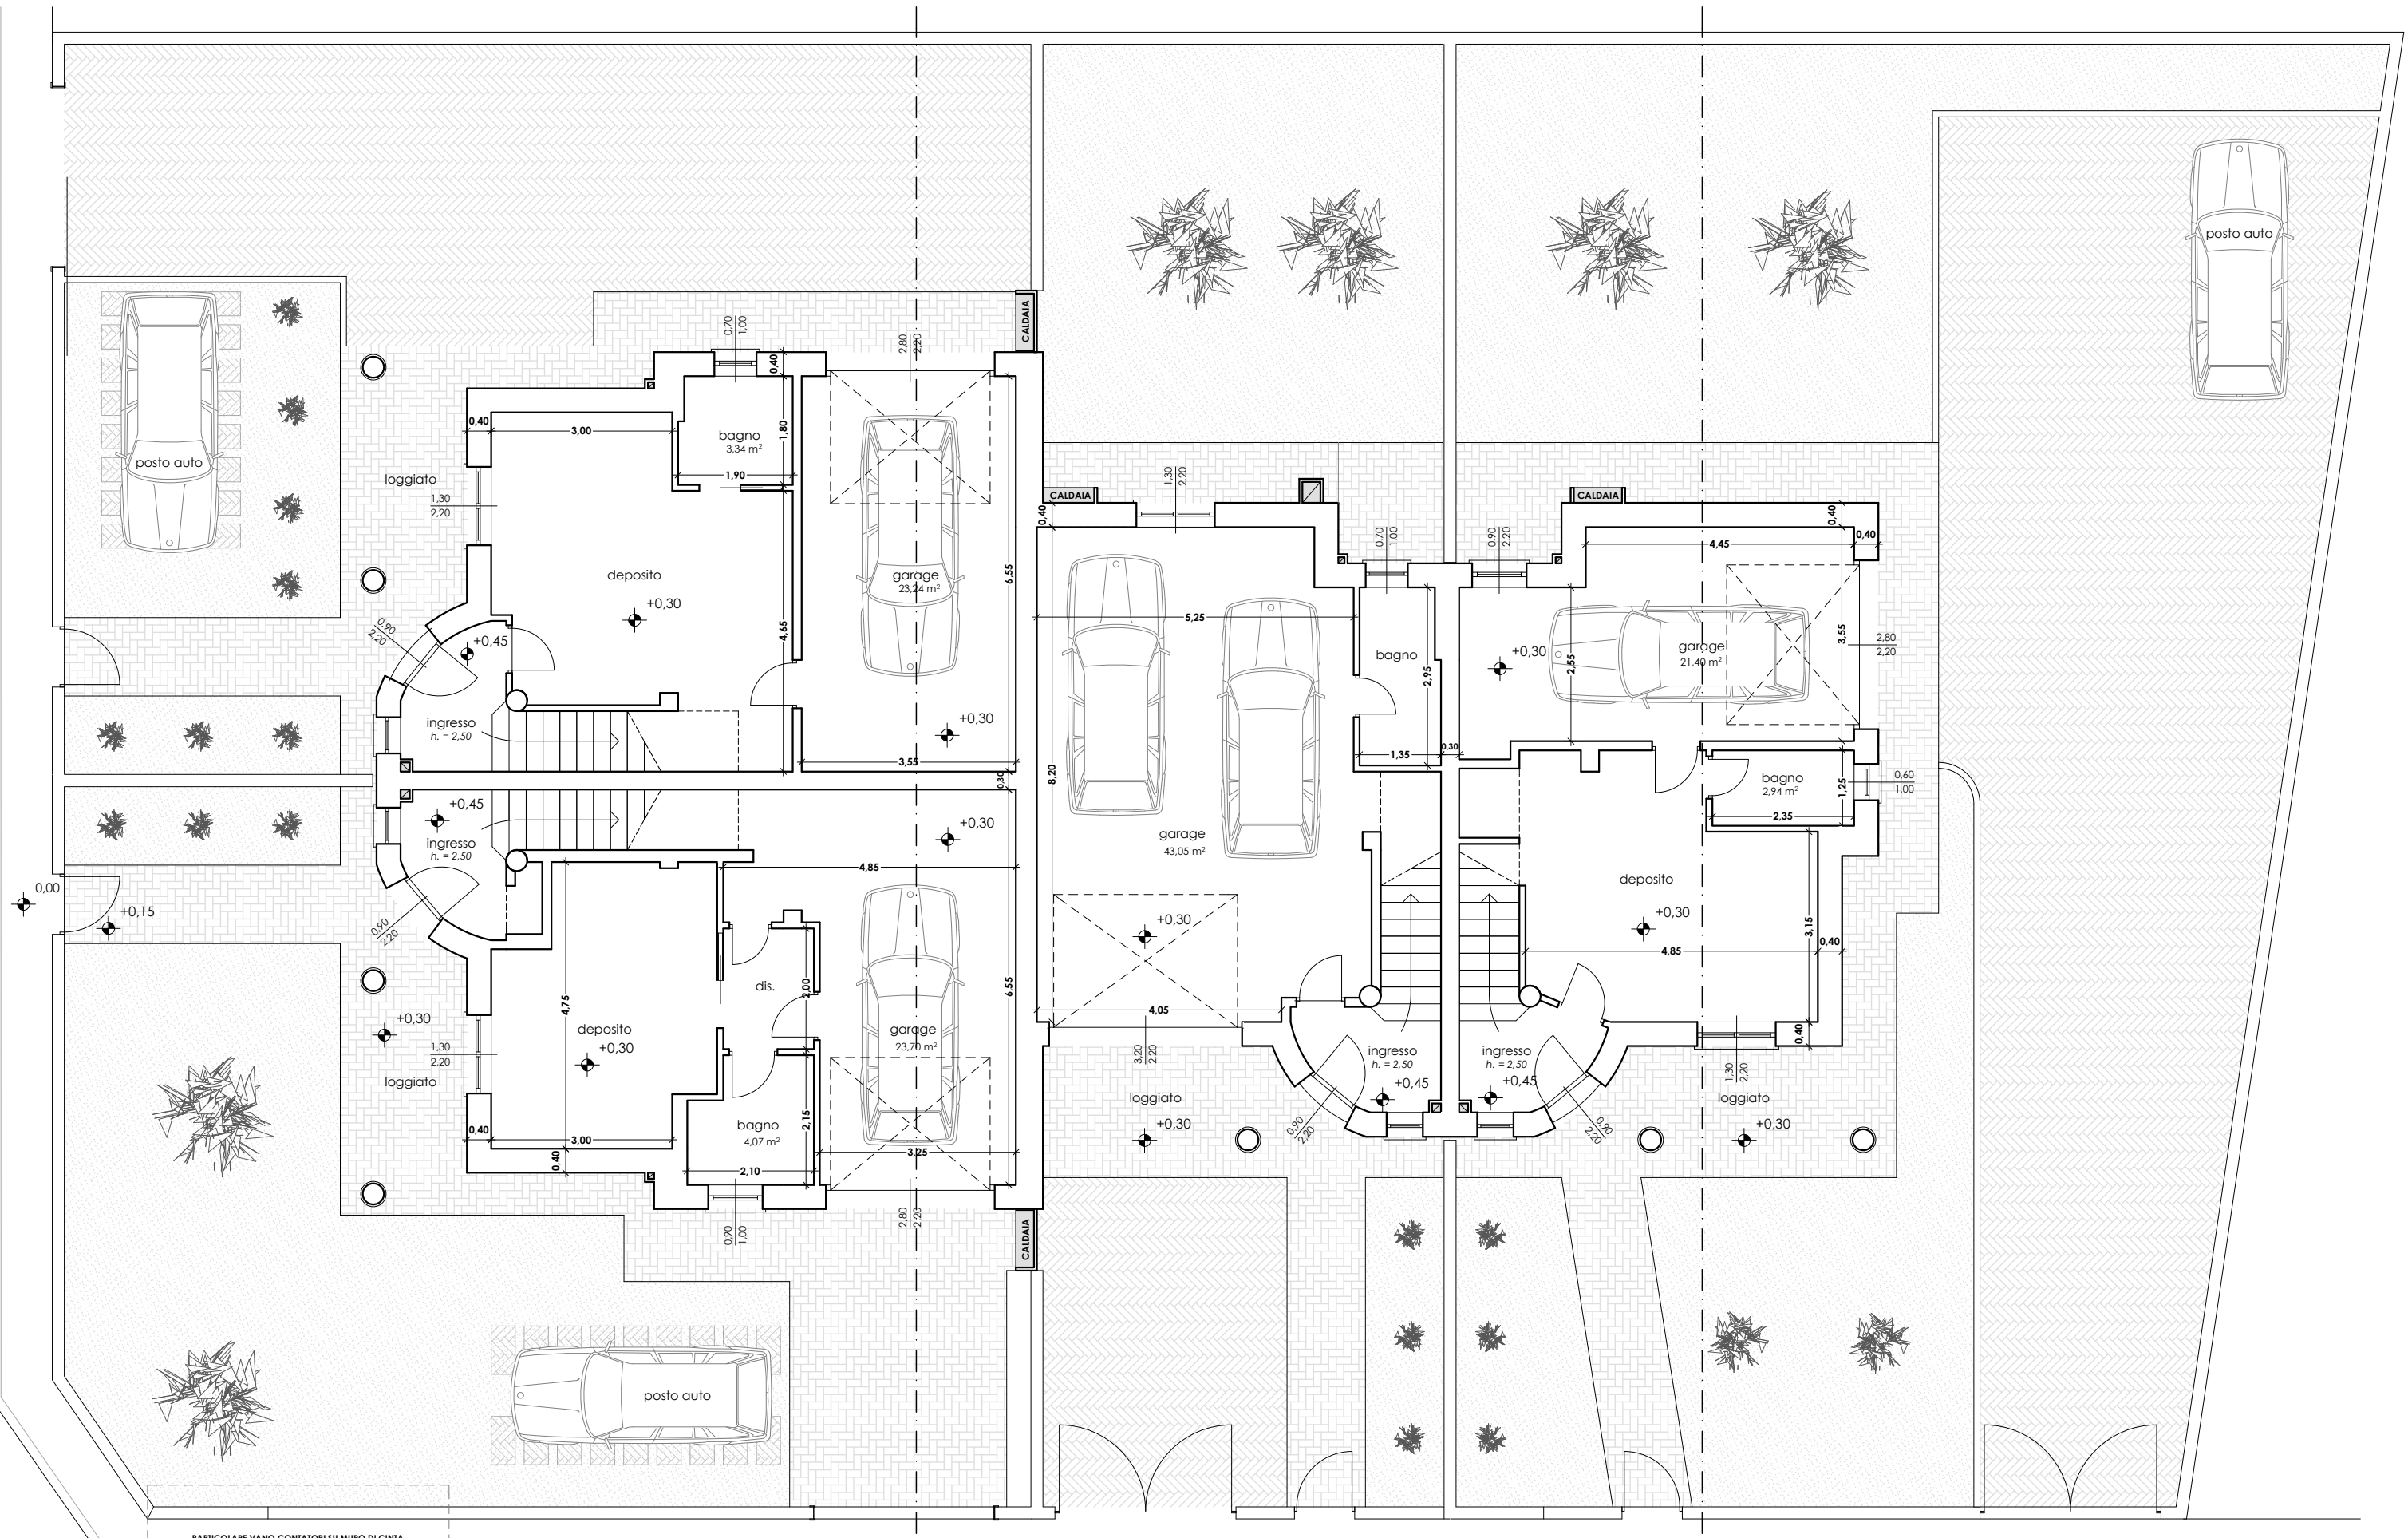 CALDAIA
0,70
1,00
2,80
2,20
0,40
0,40
3,00
bagno
3,34 m²
1,80
1,90
posto auto
loggiato
1,30
2,20
deposito
+0,30
garage
23,24 m²
6,55
4,65
0,90
2,20
+0,45
ingresso
h. = 2,50
+0,30
3,55
0,30
+0,45
ingresso
h. = 2,50
+0,30
4,85
0,00
+0,15
0,90
2,20
+0,30
1,30
2,20
loggiato
4,75
dis.
2,00
deposito
+0,30
garage
23,70 m²
6,55
bagno
4,07 m²
2,15
2,10
3,25
0,40
3,00
0,40
0,90
1,00
2,80
2,20
CALDAIA
posto auto
PARTICOLARE VANO CONTATORI SU MURO DI CINTA
posto auto
CALDAIA
1,30
2,20
CALDAIA
0,40
0,70
1,00
0,90
2,20
4,45
0,40
0,40
5,25
bagno
2,95
+0,30
2,55
garage
21,40 m²
3,55
2,80
2,20
1,35
0,30
8,20
garage
43,05 m²
bagno
2,94 m²
1,25
2,35
0,60
1,00
deposito
+0,30
+0,30
4,85
3,15
0,40
4,05
0,40
3,20
2,20
ingresso
h. = 2,50
+0,45
ingresso
h. = 2,50
+0,45
1,30
2,20
0,90
2,20
0,90
2,20
loggiato
+0,30
loggiato
+0,30